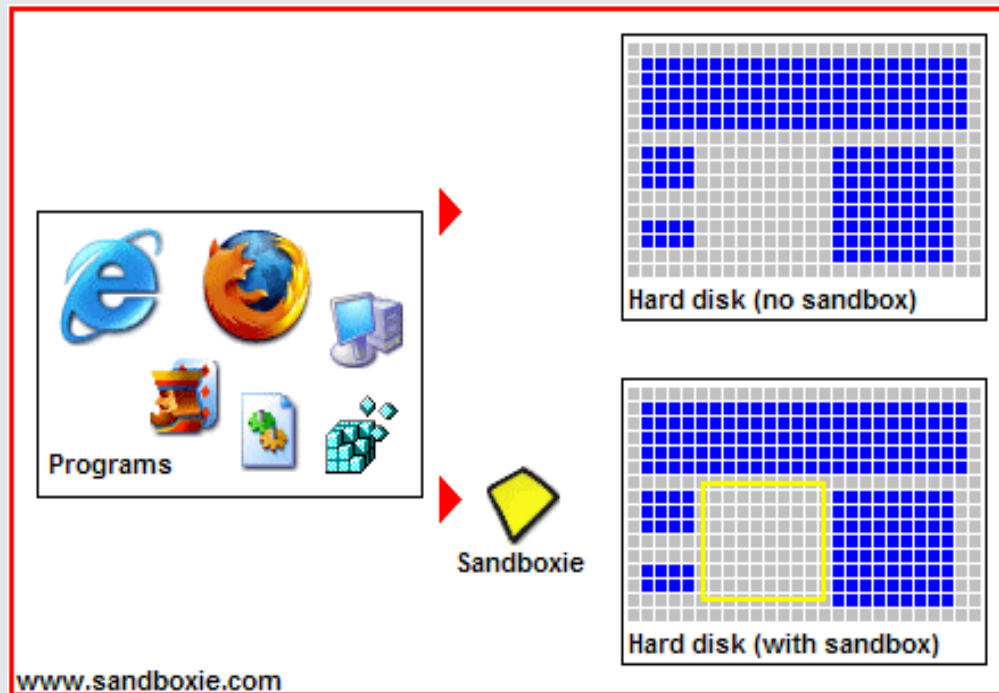 Hard disk (no sandbox)
Programs
Sandboxie
Hard disk (with sandbox)
www.sandboxie.com